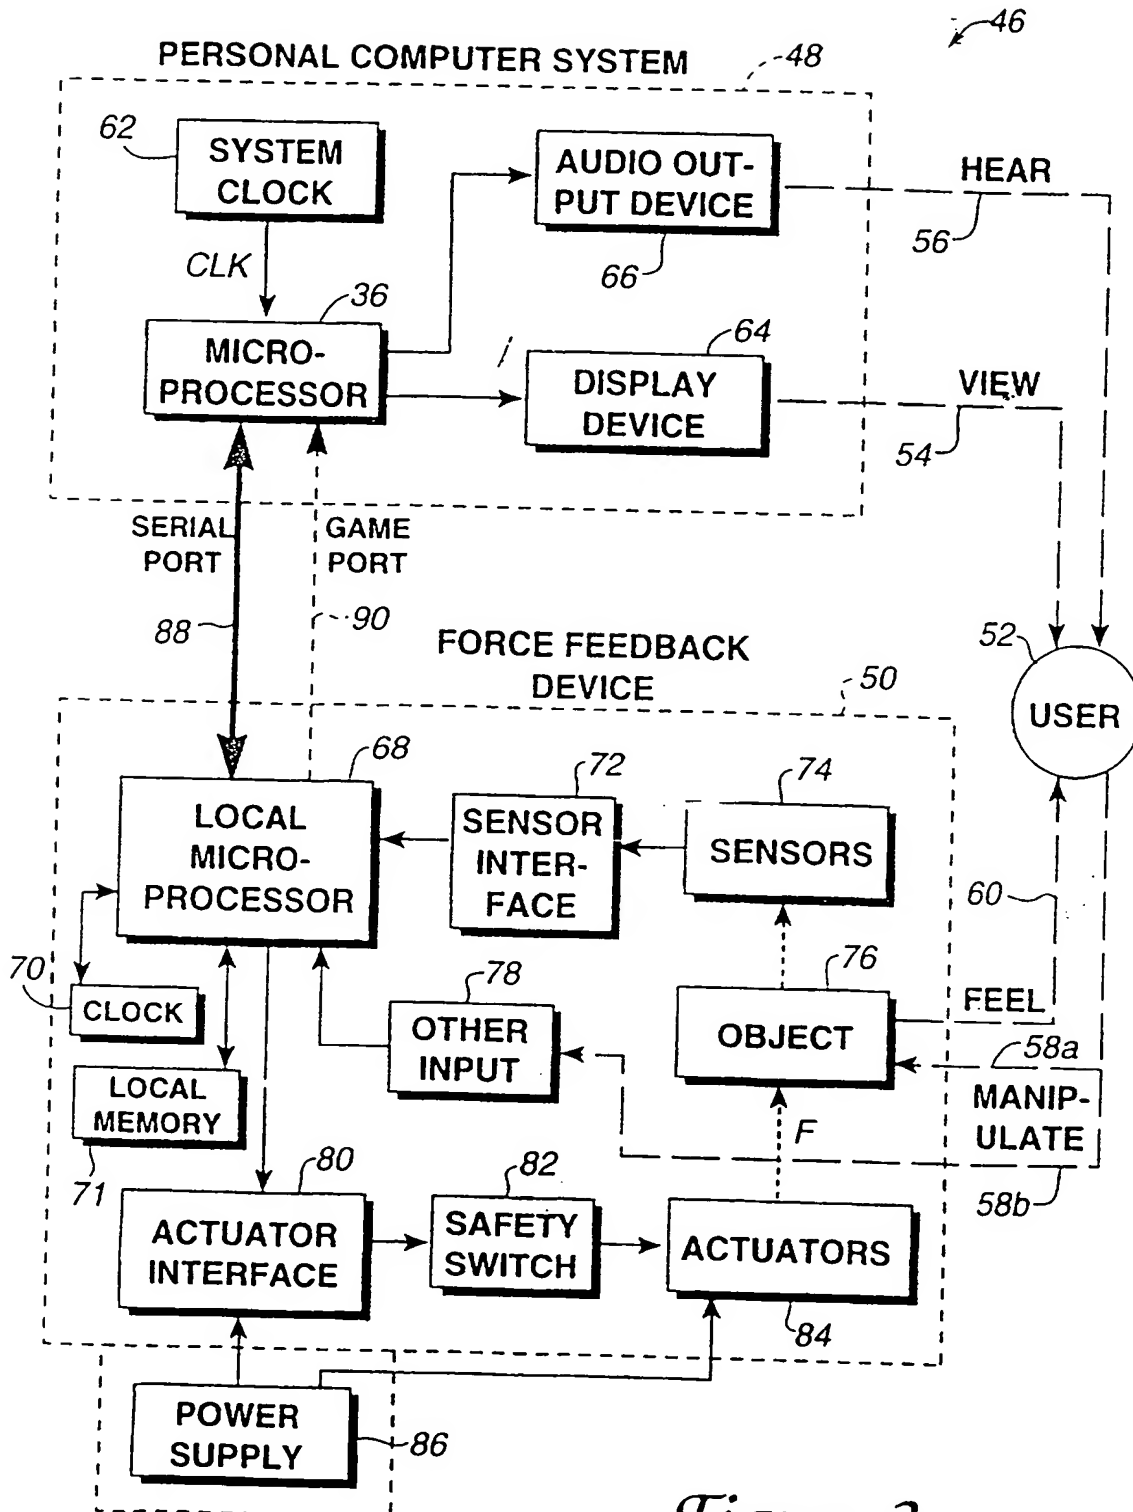 46
PERSONAL COMPUTER SYSTEM
48
62
SYSTEM
CLOCK
AUDIO OUT-
PUT DEVICE
HEAR
56
66
CLK
36
MICRO-
PROCESSOR
64
DISPLAY
DEVICE
VIEW
54
SERIAL
PORT
GAME
PORT
88
90
FORCE FEEDBACK
DEVICE
50
52
USER
68
LOCAL
MICRO-
PROCESSOR
72
SENSOR
INTER-
FACE
74
SENSORS
60
70
CLOCK
78
OTHER
INPUT
76
OBJECT
FEEL
58a
MANIP-
ULATE
58b
LOCAL
MEMORY
71
F
80
ACTUATOR
INTERFACE
82
SAFETY
SWITCH
ACTUATORS
84
POWER
SUPPLY
86